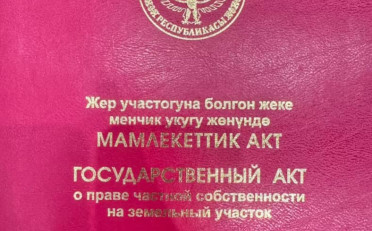 РЕСПУБЛИКАСЫ
Жер участогуна болгон жеке
менчик укугу жөнүндө
МАМЛЕКЕТТИК АКТ
ГОСУДАРСТВЕННЫЙ АКТ
о праве частной собственности
на земельный участок